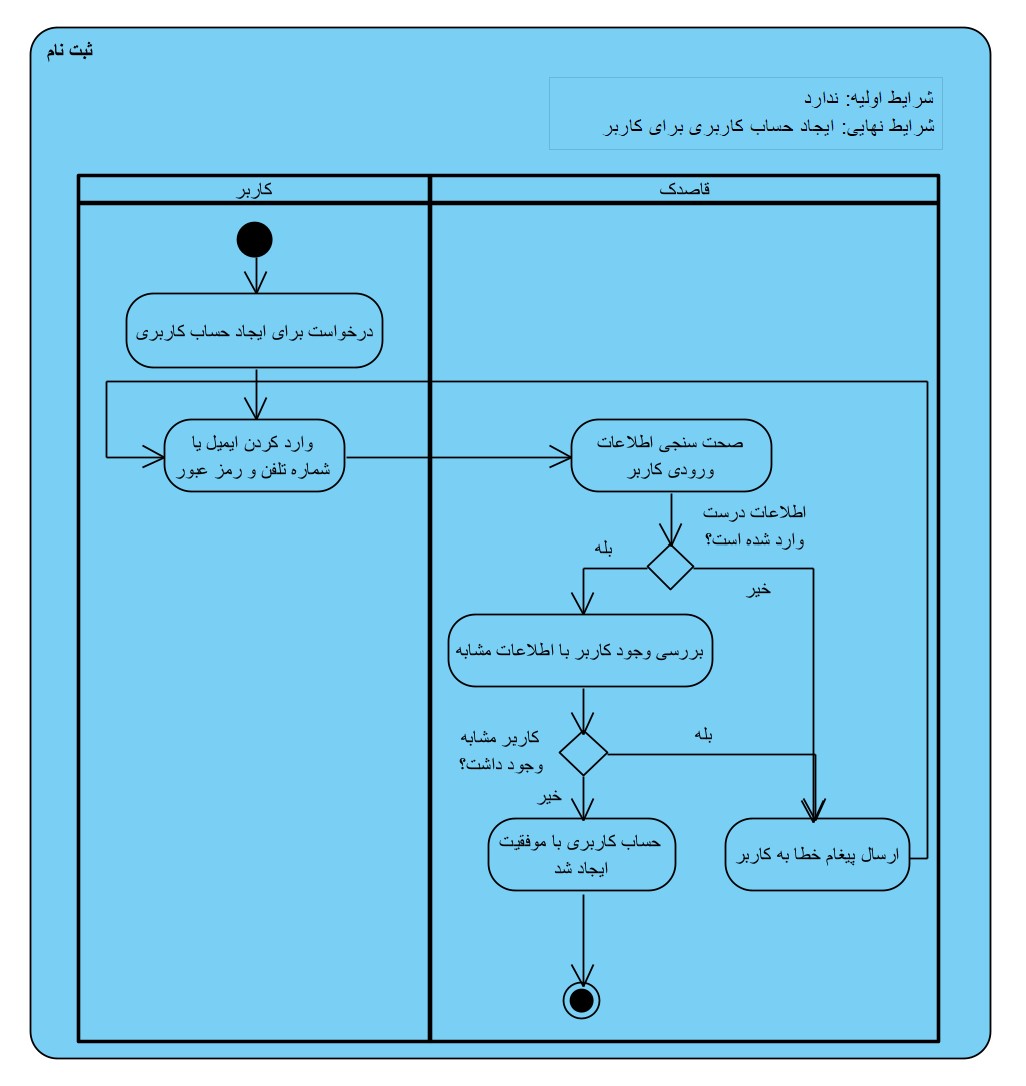 ثبت نام
شرایط اولیه: ندارد
شرایط نهایی: ایجاد حساب کاربری برای کاربر
کاربر
قاصدک
درخواست برای ایجاد حساب کاربری
وارد کردن ایمیل یا
شماره تلفن و رمز عبور
صحت سنجی اطلاعات
ورودی کاربر
اطلاعات درست
وارد شده است؟
بله
خیر
بررسی وجود کاربر با اطلاعات مشابه
کاربر مشابه
وجود داشت؟
بله
خیر
حساب کاربری با موفقیت
ایجاد شد
ارسال پیغام خطا به کاربر